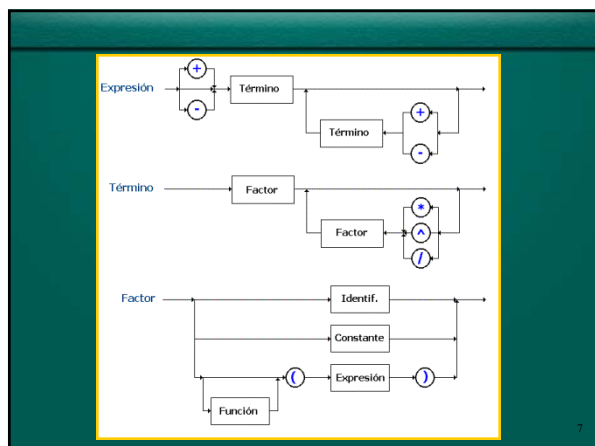 +
Expresión
Término
-
+
Término
-
Término
Factor
*
Factor
^
/
Factor
Identif.
Constante
( Expresión )
Función
7